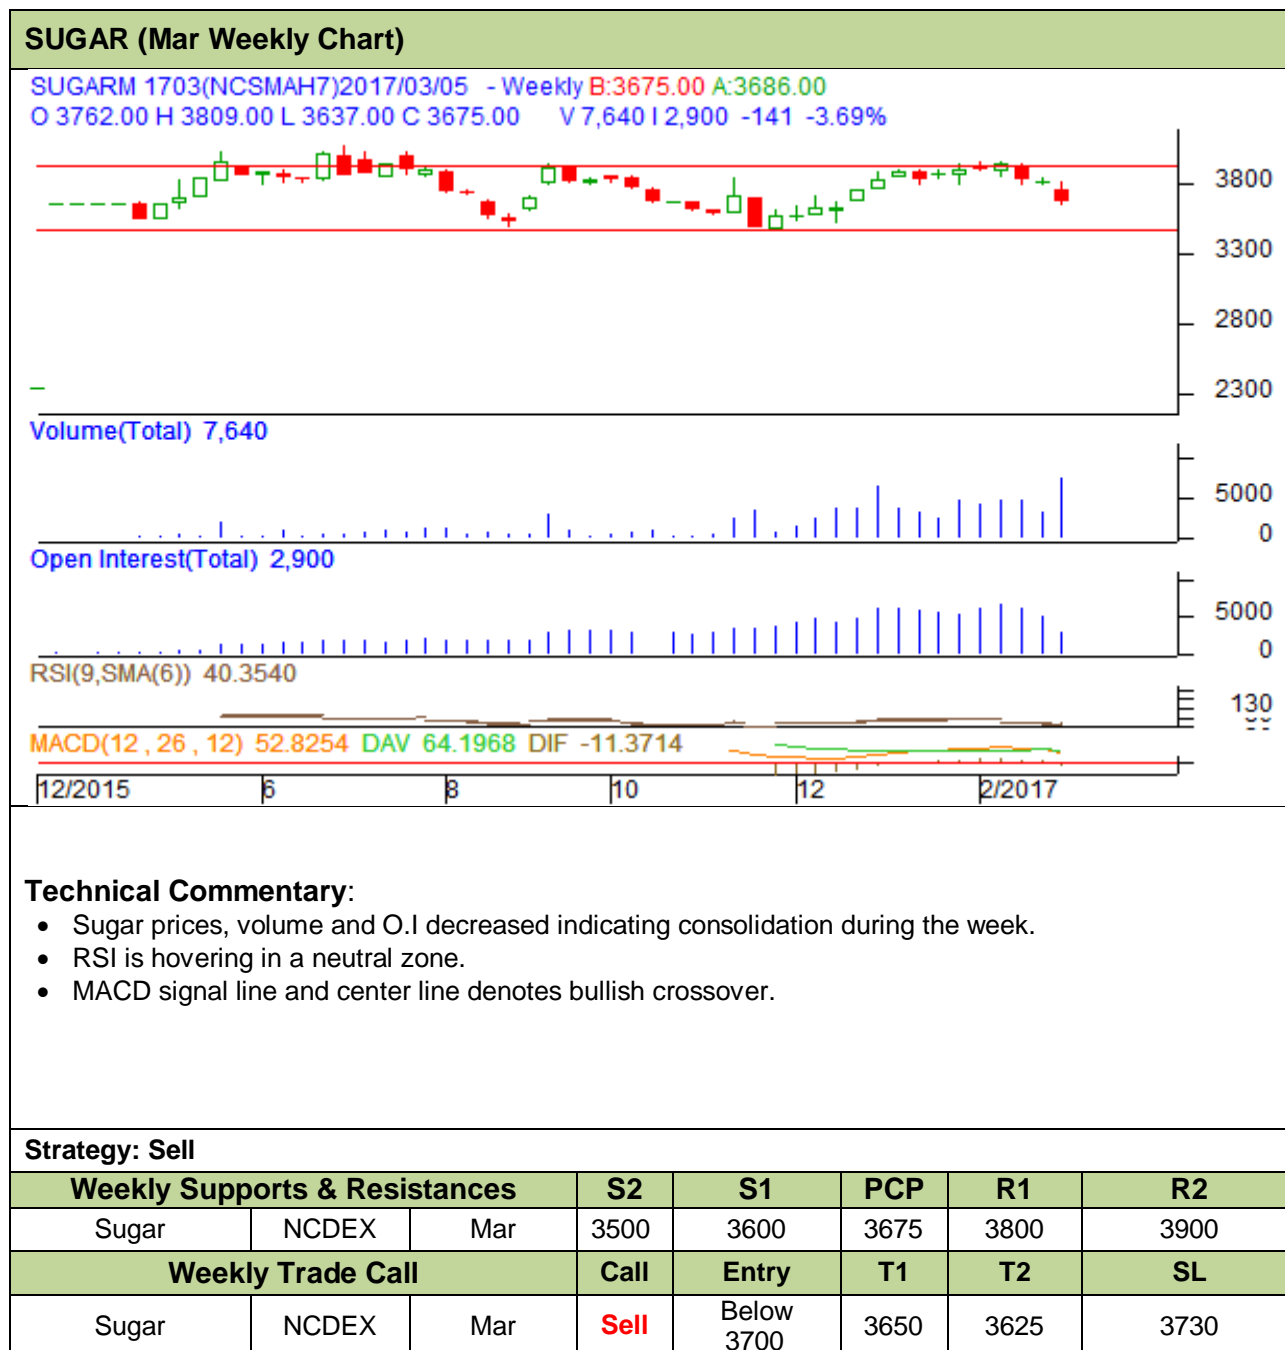 SUGAR (Mar Weekly Chart)
SUGARM 1703(NCSMAH7)2017/03/05 - Weekly B:3675.00 A:3686.00
O 3762.00 H 3809.00 L 3637.00 C 3675.00 V 7,640 I 2,900 -141 -3.69%
3800
3300
2800
2300
Volume(Total) 7,640
5000
0
Open Interest(Total) 2,900
5000
0
RSI(9,SMA(6)) 40.3540
130
MACD(12 , 26 , 12) 52.8254 DAV 64.1968 DIF -11.3714
12/2015 6 8 10 12 2/2017
Technical Commentary:
• Sugar prices, volume and O.I decreased indicating consolidation during the week.
• RSI is hovering in a neutral zone.
• MACD signal line and center line denotes bullish crossover.
Strategy: Sell
Weekly Supports & Resistances S2 S1 PCP R1 R2
Sugar NCDEX Mar 3500 3600 3675 3800 3900
Weekly Trade Call Call Entry T1 T2 SL
Sugar NCDEX Mar Sell Below 3700 3650 3625 3730